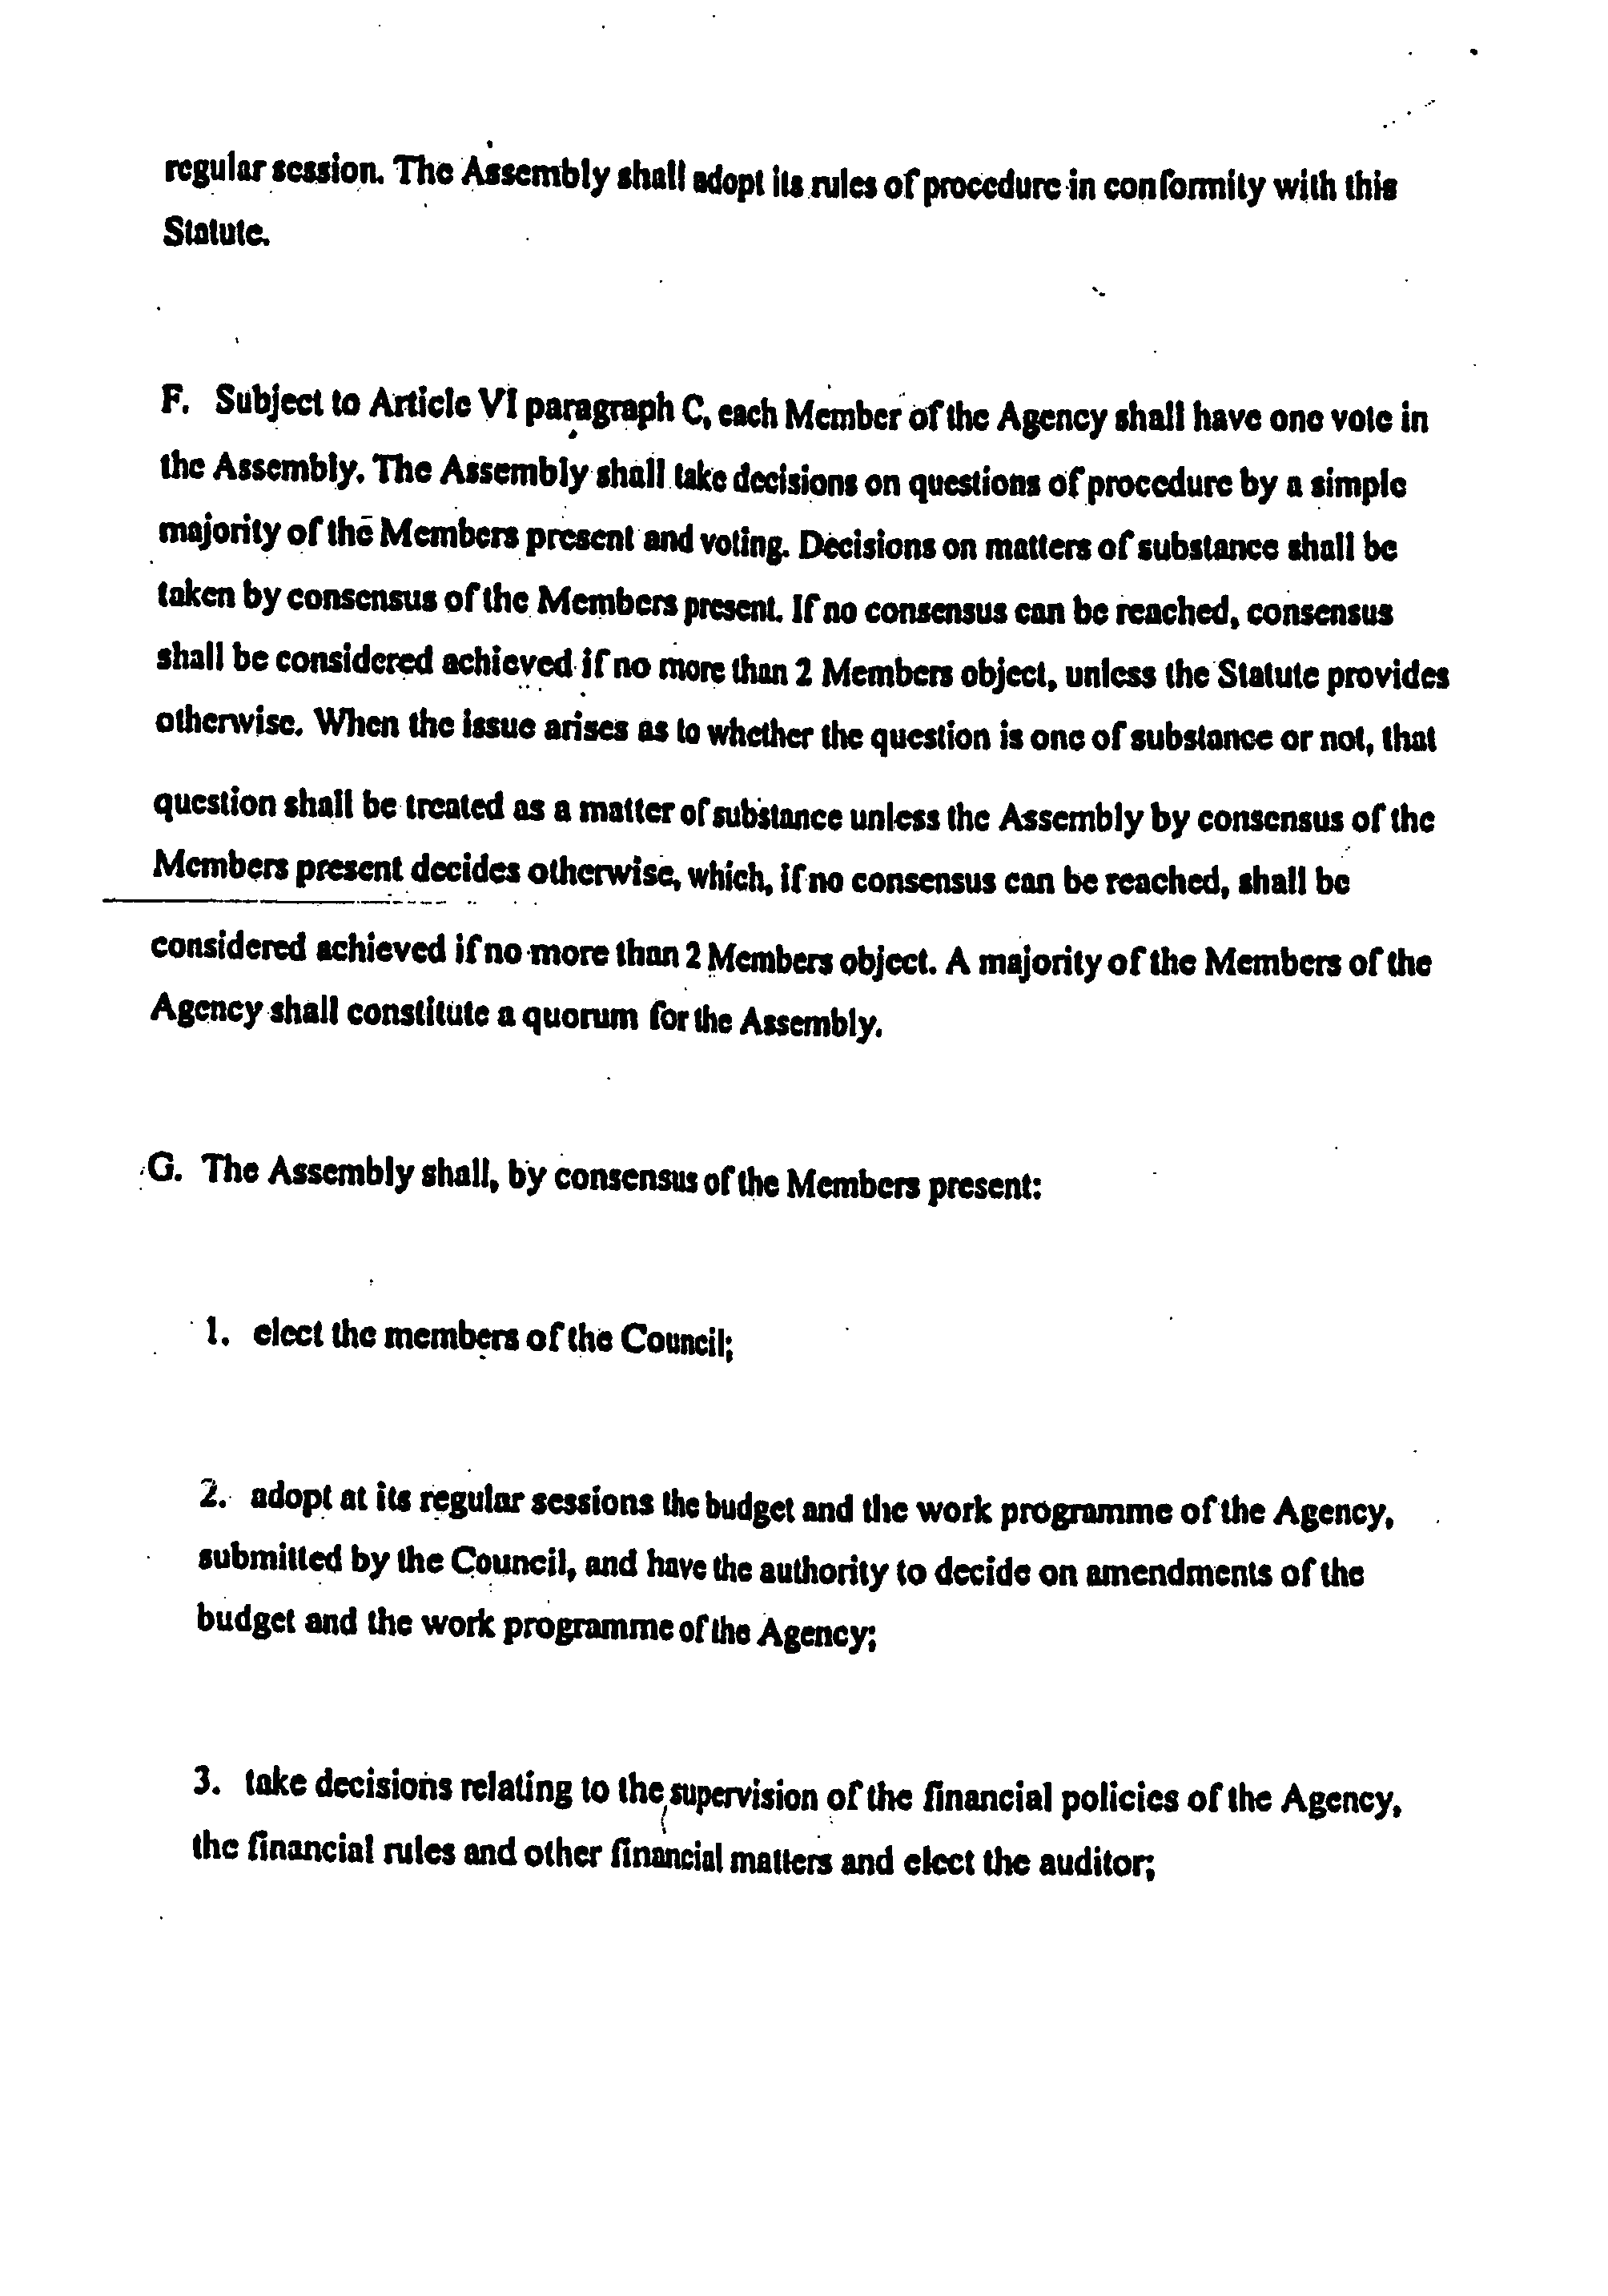 regular session. The Assembly shall adopt its rules of procedure in conformity with this
Statute.
F. Subject to Article VI paragraph C, each Member of the Agency shall have one vote in
the Assembly. The Assembly shall take decisions on questions of procedure by a simple
majority of the Members present and voting. Decisions on matters of substance shall be
taken by consensus of the Members present. If no consensus can be reached, consensus
shall be considered achieved if no more than 2 Members object, unless the Statute provides
otherwise. When the issue arises as to whether the question is one of substance or not, that
question shall be treated as a matter of substance unless the Assembly by consensus of the
Members present decides otherwise, which, if no consensus can be reached, shall be
considered achieved if no more than 2 Members object. A majority of the Members of the
Agency shall constitute a quorum for the Assembly.
G. The Assembly shall, by consensus of the Members present:
1. elect the members of the Council;
2. adopt at its regular sessions the budget and the work programme of the Agency,
submitted by the Council, and have the authority to decide on amendments of the
budget and the work programme of the Agency;
3. take decisions relating to the supervision of the financial policies of the Agency,
the financial rules and other financial matters and elect the auditor;